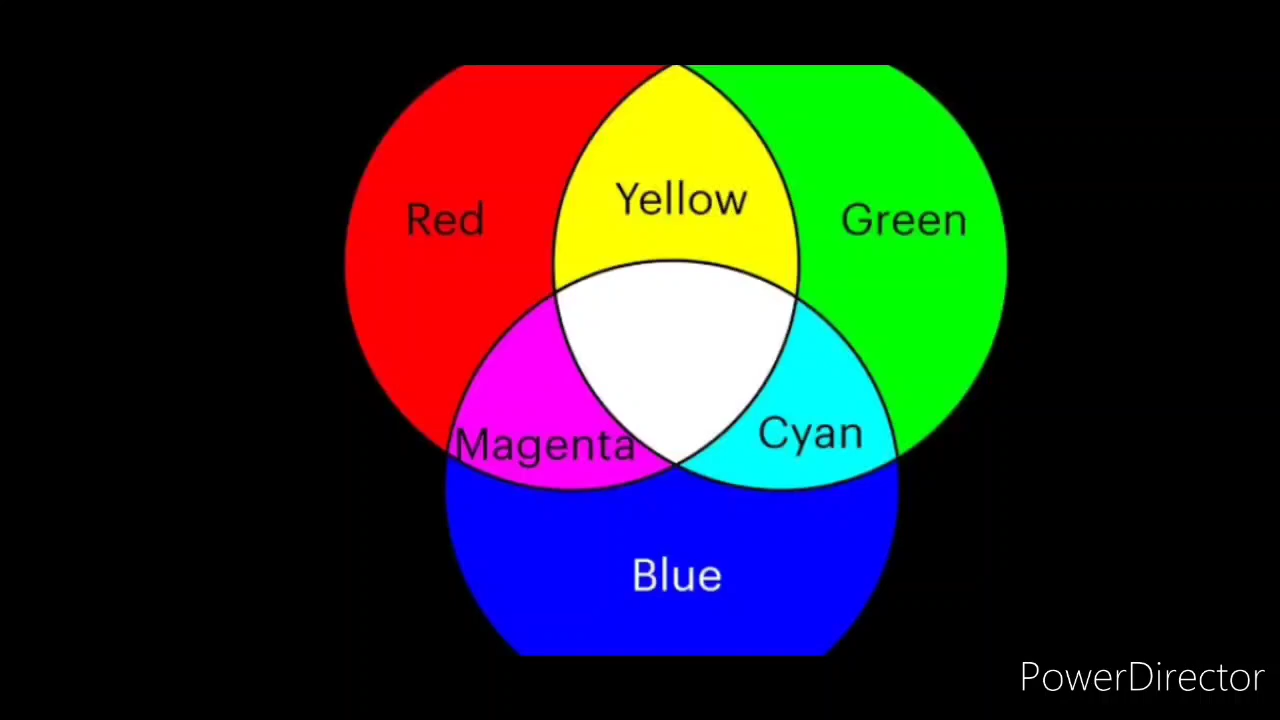 Yellow
Red
Green
Magenta
Cyan
Blue
PowerDirector